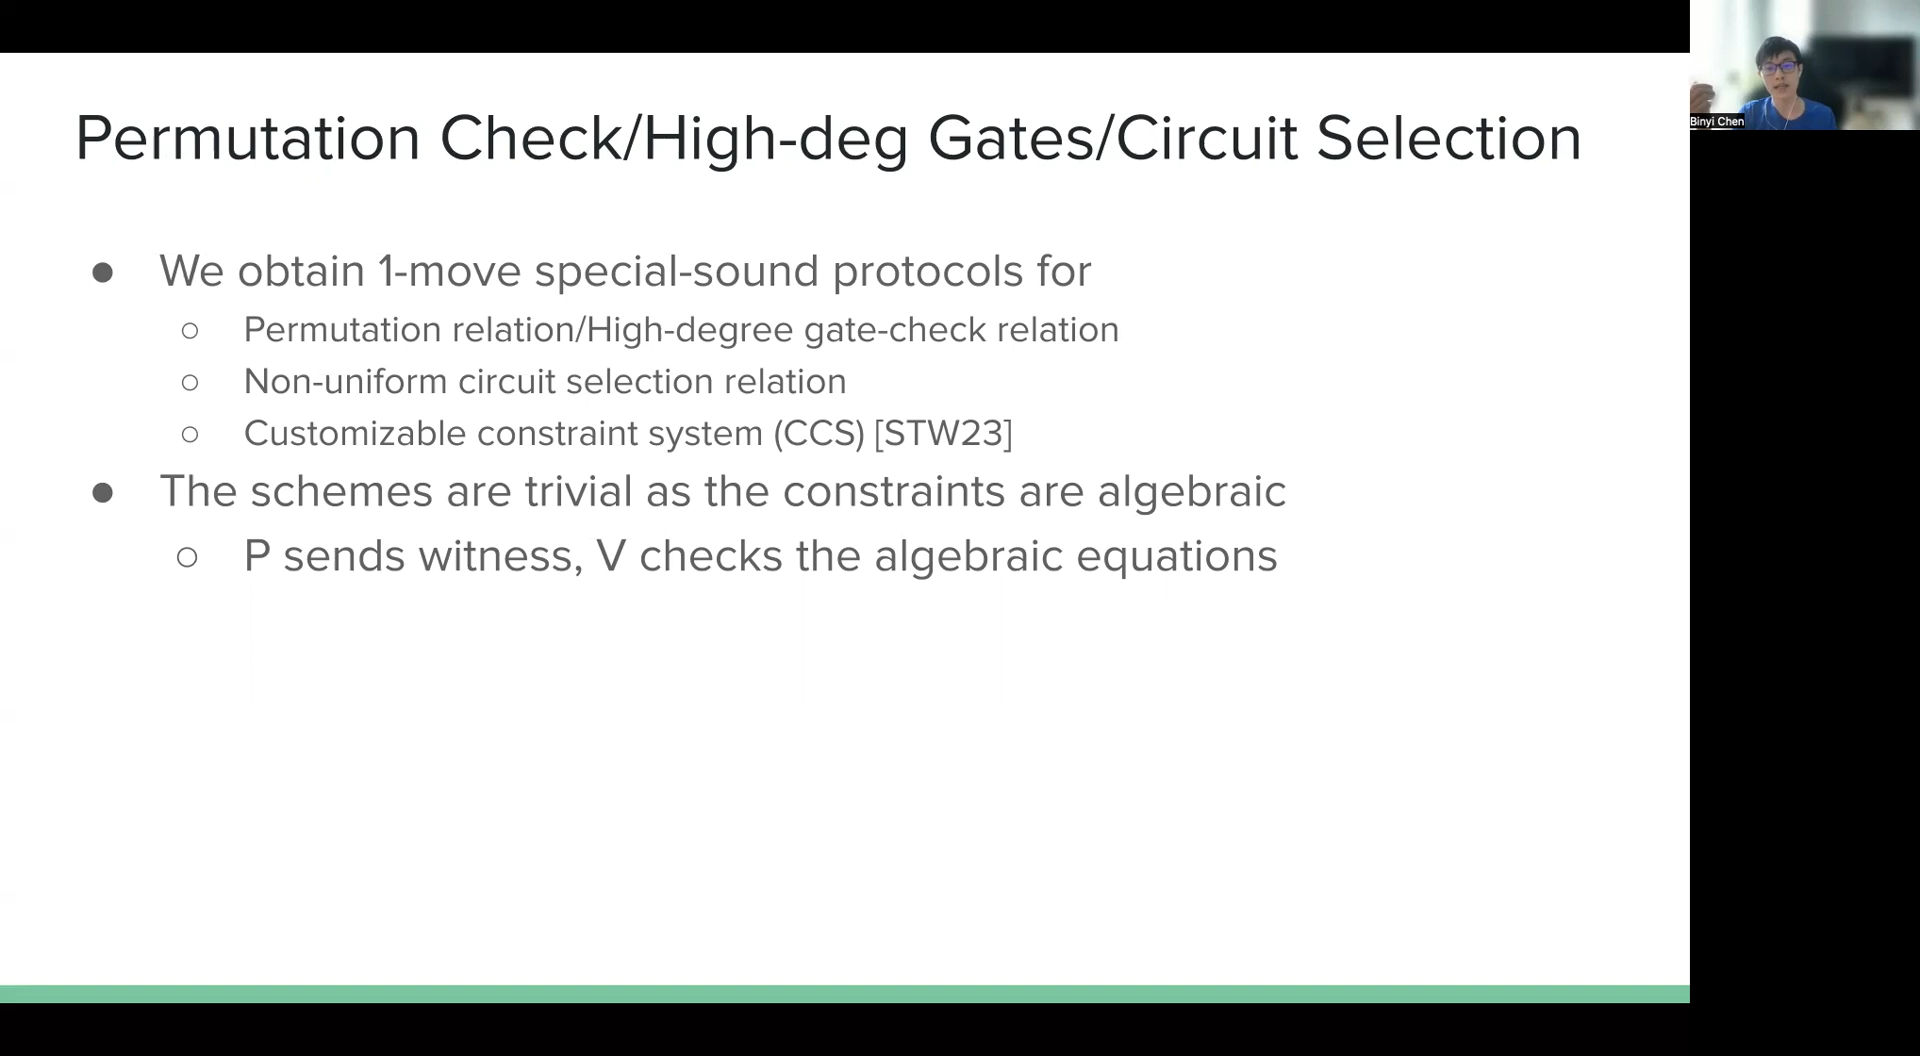 Permutation Check/High-deg Gates/Circuit Selection
Binyi Chen
● We obtain 1-move special-sound protocols for
○ Permutation relation/High-degree gate-check relation
○ Non-uniform circuit selection relation
○ Customizable constraint system (CCS) [STW23]
● The schemes are trivial as the constraints are algebraic
○ P sends witness, V checks the algebraic equations